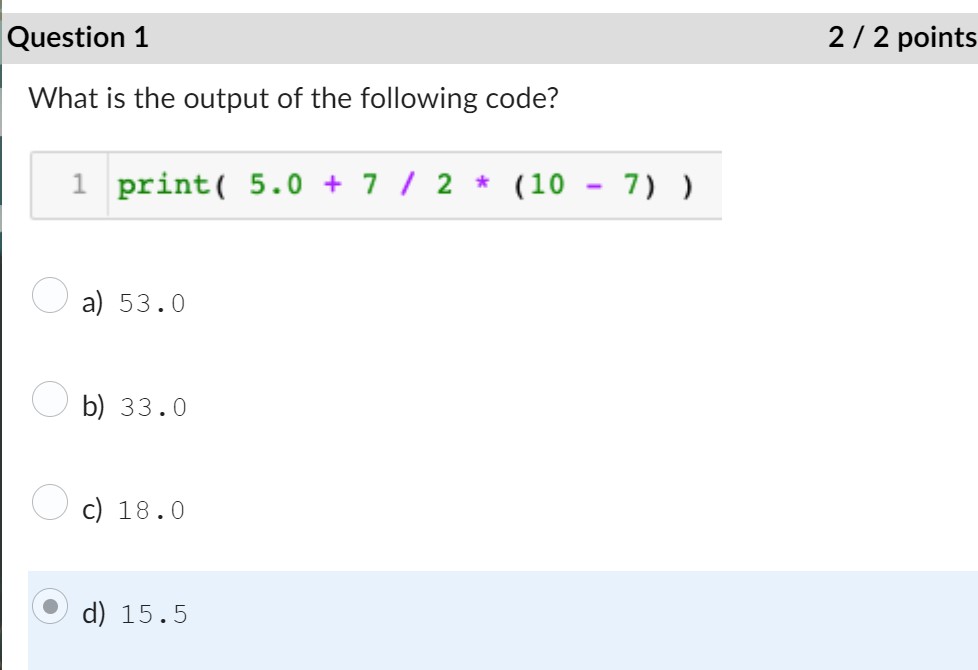 Question 1 2 / 2 points
What is the output of the following code?
1 print( 5.0 + 7 / 2 * (10 - 7) )
a) 53.0
b) 33.0
c) 18.0
d) 15.5